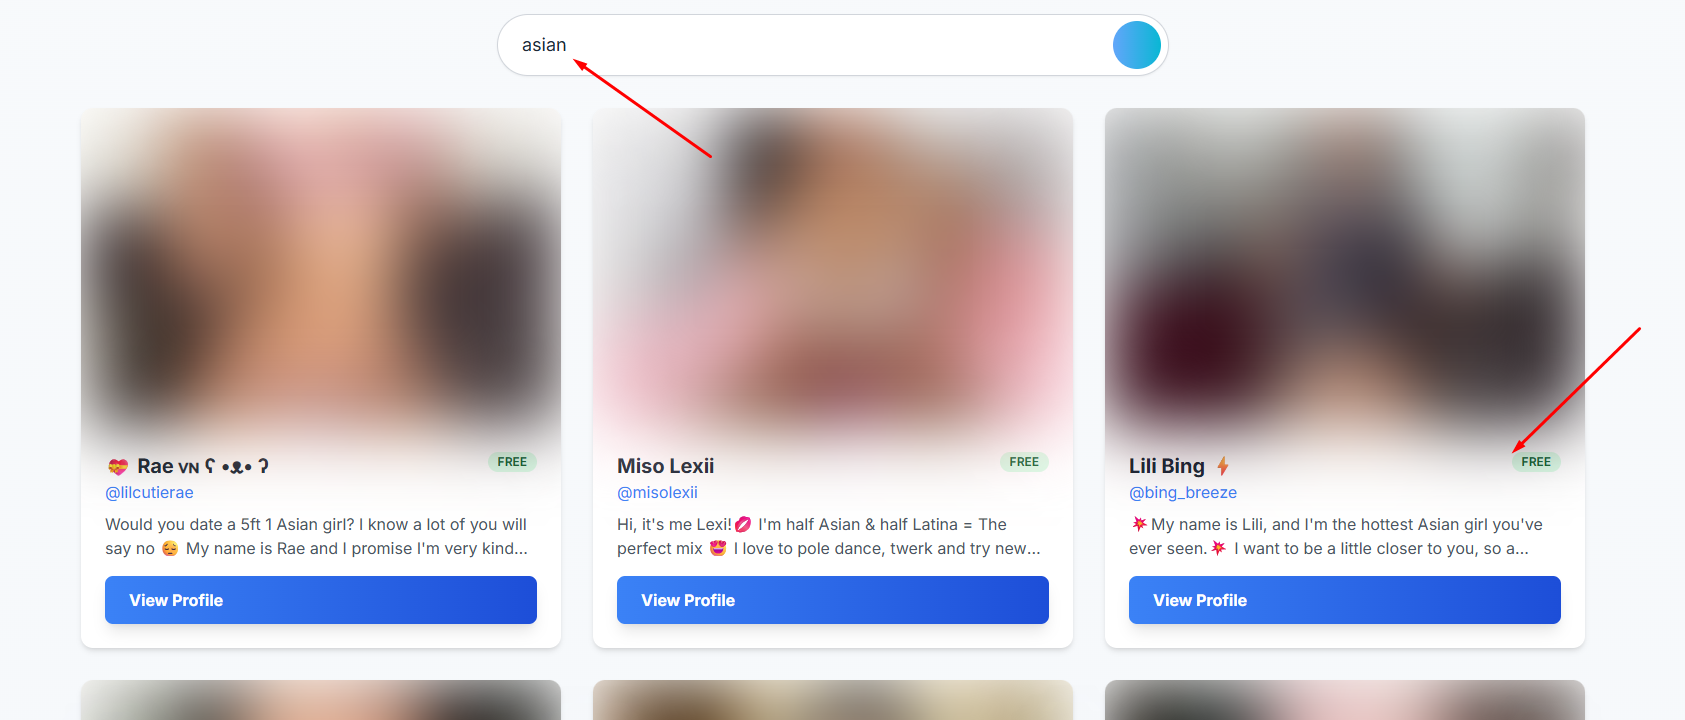 asian
💝 Rae ᴠɴ ʕ •ᴥ• ʔ
FREE
@lilcutierae
Would you date a 5ft 1 Asian girl? I know a lot of you will
say no 😔 My name is Rae and I promise I'm very kind...
View Profile
Miso Lexii
FREE
@misolexii
Hi, it's me Lexi!💋 I'm half Asian & half Latina = The
perfect mix 😍 I love to pole dance, twerk and try new...
View Profile
Lili Bing ⚡
FREE
@bing_breeze
💥My name is Lili, and I'm the hottest Asian girl you've
ever seen.💥 I want to be a little closer to you, so a...
View Profile